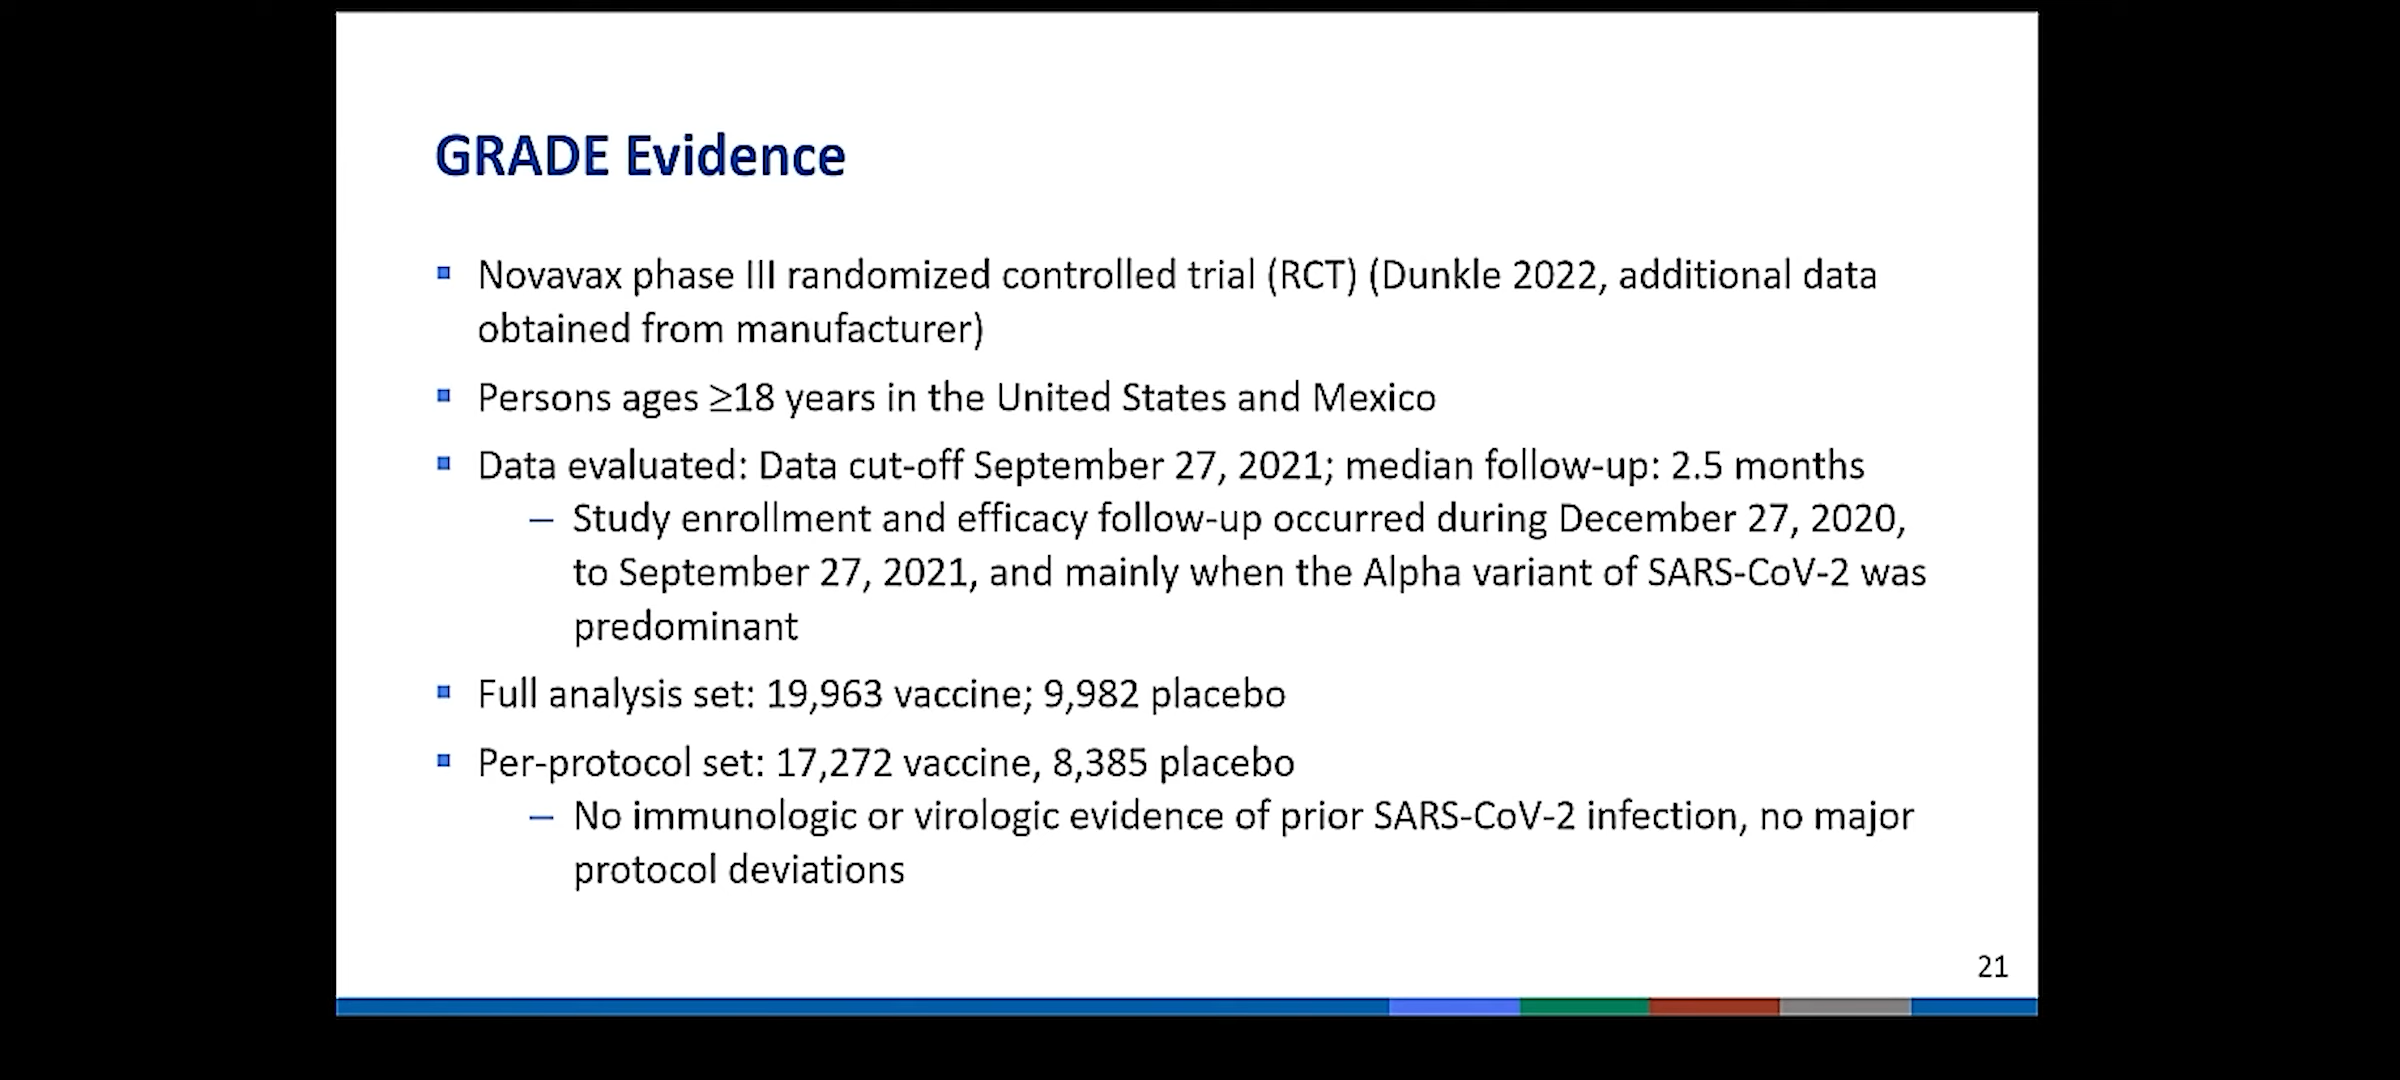 GRADE Evidence
▪ Novavax phase III randomized controlled trial (RCT) (Dunkle 2022, additional data
obtained from manufacturer)
▪ Persons ages ≥18 years in the United States and Mexico
▪ Data evaluated: Data cut-off September 27, 2021; median follow-up: 2.5 months
– Study enrollment and efficacy follow-up occurred during December 27, 2020,
to September 27, 2021, and mainly when the Alpha variant of SARS-CoV-2 was
predominant
▪ Full analysis set: 19,963 vaccine; 9,982 placebo
▪ Per-protocol set: 17,272 vaccine, 8,385 placebo
– No immunologic or virologic evidence of prior SARS-CoV-2 infection, no major
protocol deviations
21